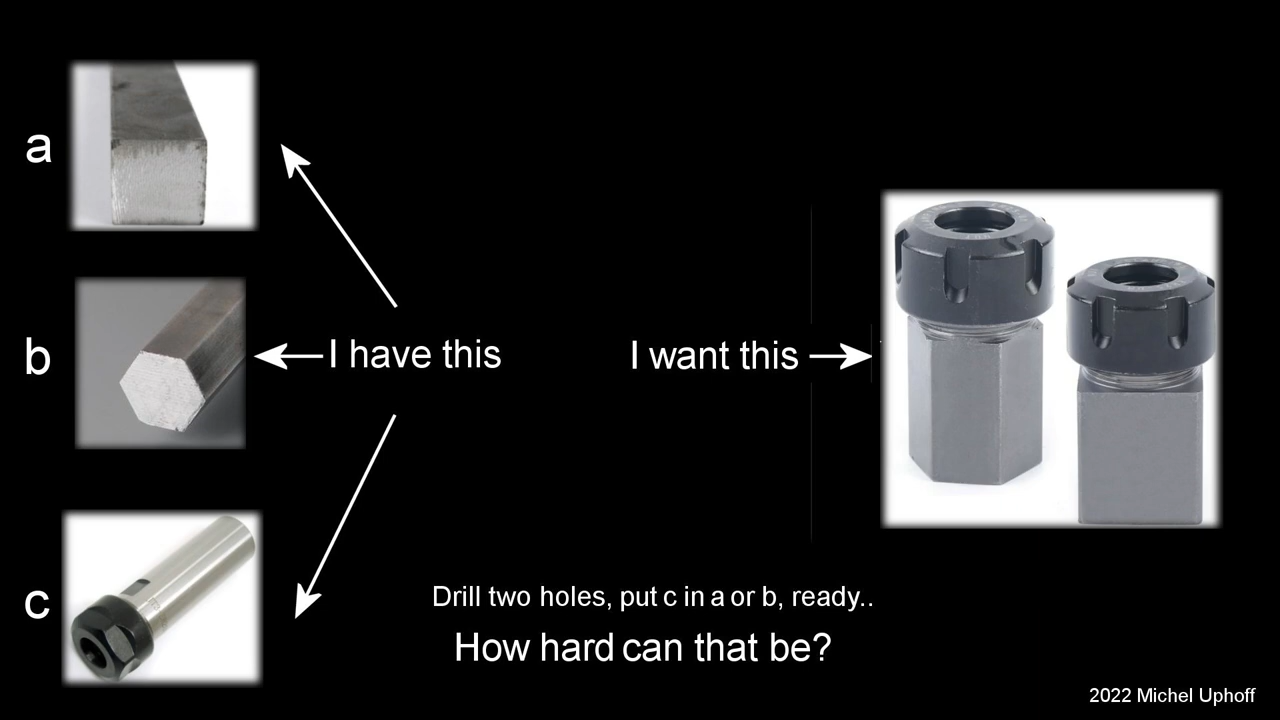 a
b
I have this
I want this
c
Drill two holes, put c in a or b, ready..
How hard can that be?
2022 Michel Uphoff